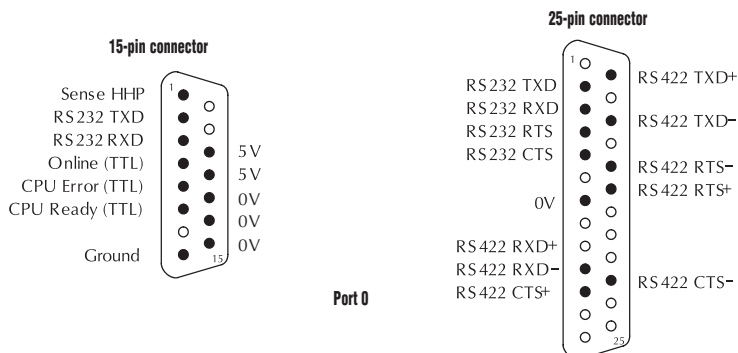 15-pin connector
1
Sense HHP
RS232 TXD
RS232 RXD
Online (TTL)
CPU Error (TTL)
CPU Ready (TTL)
Ground
5V
5V
0V
0V
0V
15
Port 0
25-pin connector
1
RS232 TXD
RS232 RXD
RS232 RTS
RS232 CTS
0V
RS422 RXD+
RS422 RXD−
RS422 CTS+
RS422 TXD+
RS422 TXD−
RS422 RTS−
RS422 RTS+
RS422 CTS−
25